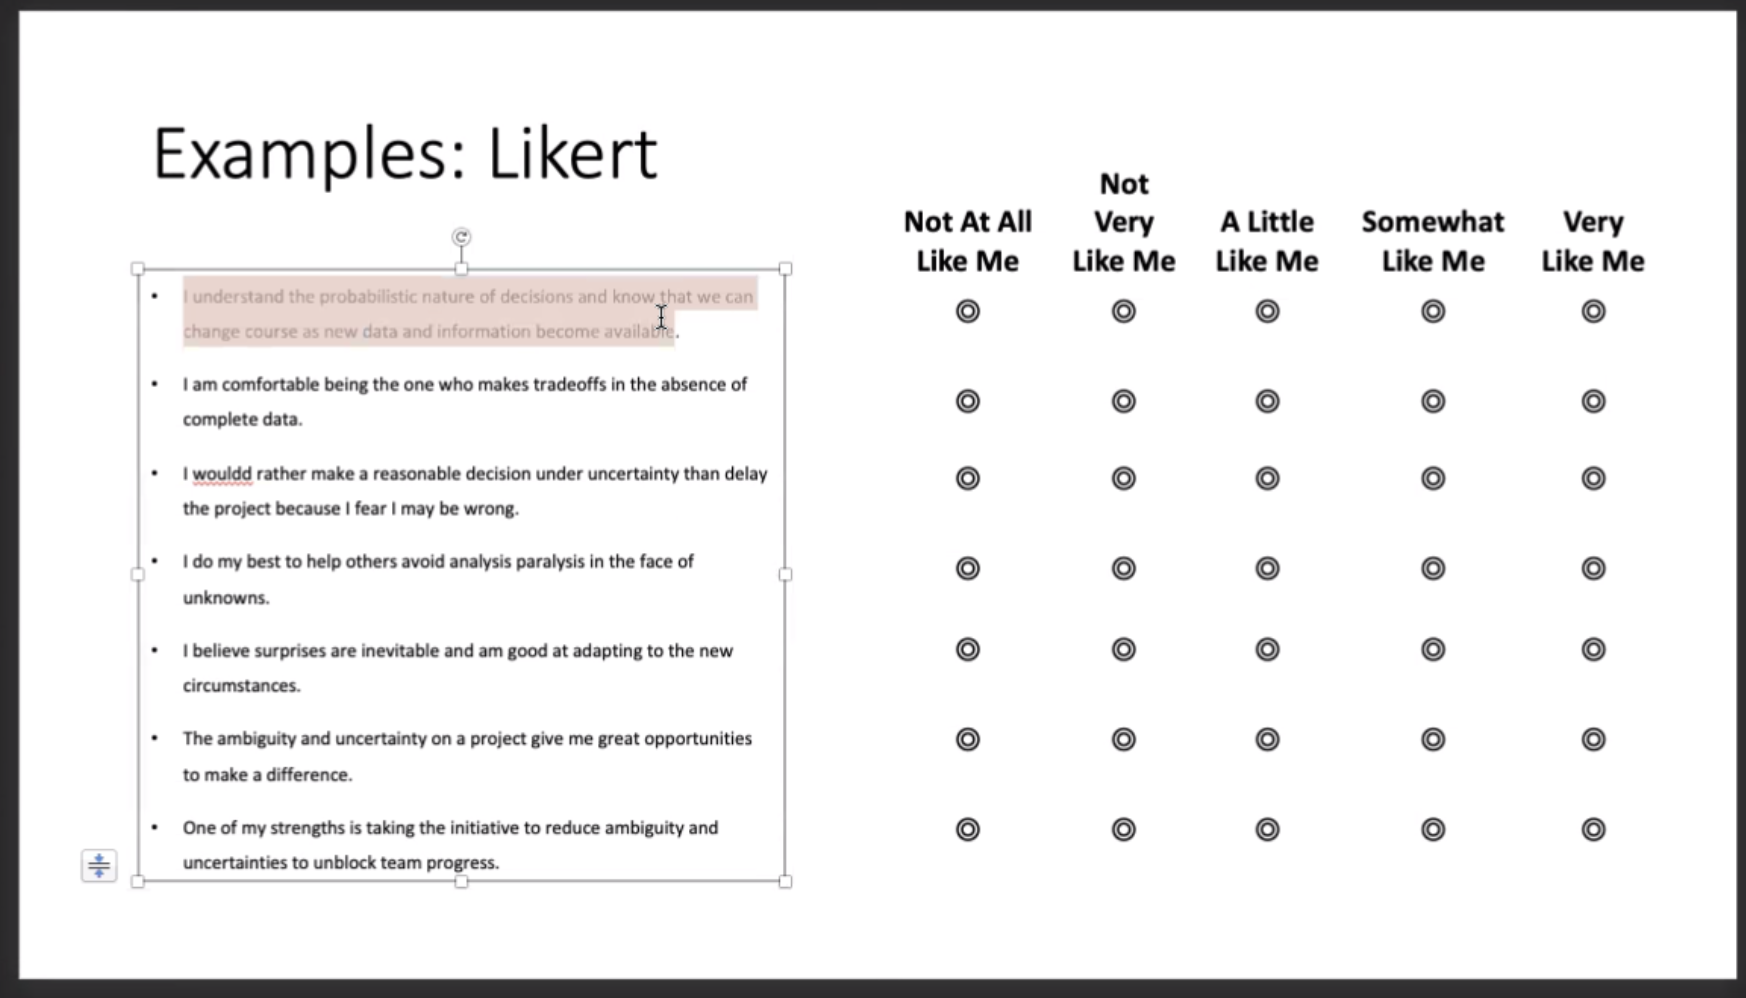 Examples: Likert
Not At All
Like Me
Not
Very
Like Me
A Little
Like Me
Somewhat
Like Me
Very
Like Me
• I understand the probabilistic nature of decisions and know that we can
change course as new data and information become available.
• I am comfortable being the one who makes tradeoffs in the absence of
complete data.
• I wouldd rather make a reasonable decision under uncertainty than delay
the project because I fear I may be wrong.
• I do my best to help others avoid analysis paralysis in the face of
unknowns.
• I believe surprises are inevitable and am good at adapting to the new
circumstances.
• The ambiguity and uncertainty on a project give me great opportunities
to make a difference.
• One of my strengths is taking the initiative to reduce ambiguity and
uncertainties to unblock team progress.